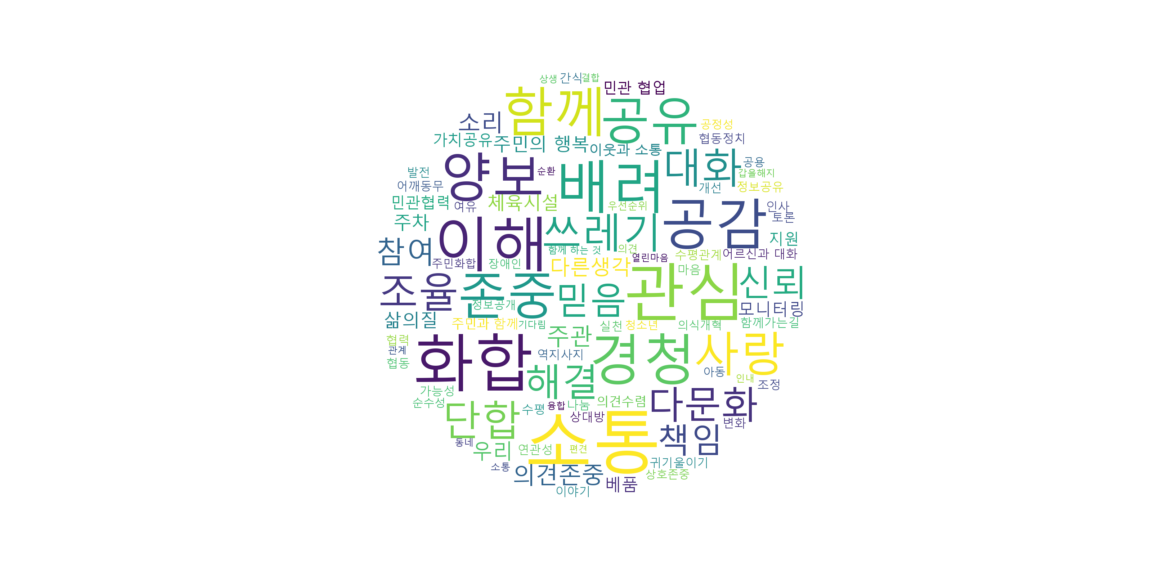 상생 간식 결합 민관 협업
함께 공유
소리 공정성
가치공유 주민의 행복 이웃과 소통 협동정치
양보 배려 대화 공용
발전 순환 갑을해지
어깨동무 개선 정보공유
민관협력 여유 체육시설 우선순위 공감 인사
주차 이해 쓰레기 토론
참여 함께 하는 것 의견 지원
열린마음 수평관계 어르신과 대화
주민화합 장애인 다른생각 마음
조율 존중 믿음 관심 신뢰
정보공개 모니터링
삶의질 주민과 함께 기다림 실천 청소년 의식개혁 함께가는길
협력 주관
관계 화합 역지사지 경청 사랑
협동 해결 아동
가능성 인내 조정
순수성 단합 수평 융합 나눔 의견수렴 다문화
상대방 변화
동네 우리 연관성 소통 편견 책임
소통 귀기울이기
의견존중 베품 상호존중
이야기